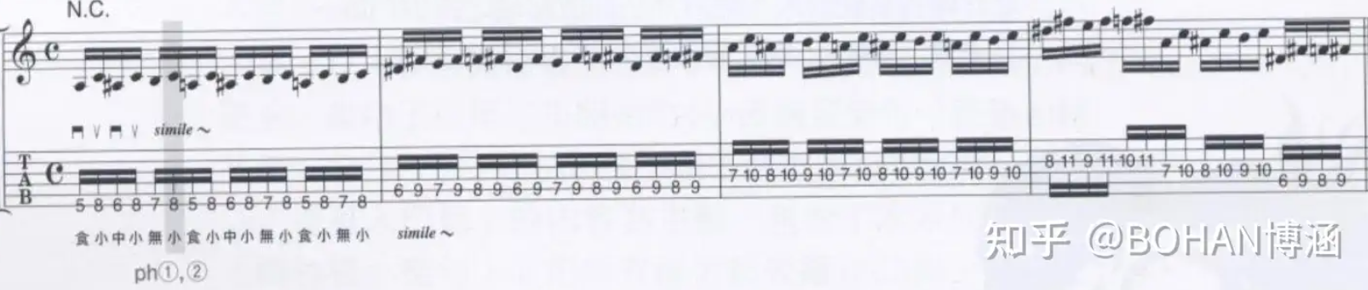 N.C.
simile～
T
A
B
5 8 6 8 7 8 5 8 6 8 7 8 5 8 7 8
6 9 7 9 8 9 6 9 7 9 8 9 6 9 8 9
7 10 8 10 9 10 7 10 8 10 9 10 7 10 9 10
8 11 9 11 10 11 7 10 8 10 9 10 6 9 8 9
食 小 中 小 無 小 食 小 中 小 無 小 食 小 無 小
simile～
ph①,②
知乎 @BOHAN博涵